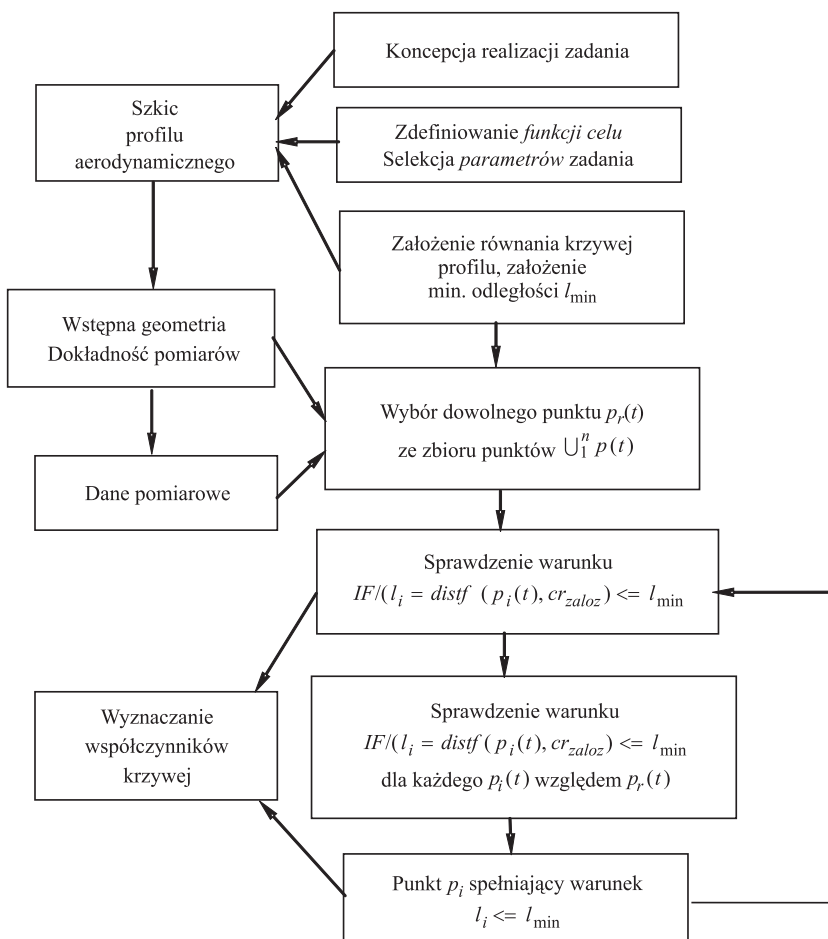 Koncepcja realizacji zadania
Szkic
profilu
aerodynamicznego
Zdefiniowanie funkcji celu
Selekcja parametrów zadania
Założenie równania krzywej
profilu, założenie
min. odległości l_min
Wstępna geometria
Dokładność pomiarów
Wybór dowolnego punktu p_r(t)
ze zbioru punktów ⋃_1^n p(t)
Dane pomiarowe
Sprawdzenie warunku
IF/(l_i = distf (p_i(t), cr_zaloz) <= l_min
Sprawdzenie warunku
IF/(l_i = distf(p_i(t), cr_zaloz) <= l_min
dla każdego p_i(t) względem p_r(t)
Wyznaczanie
współczynników
krzywej
Punkt p_i spełniający warunek
l_i <= l_min